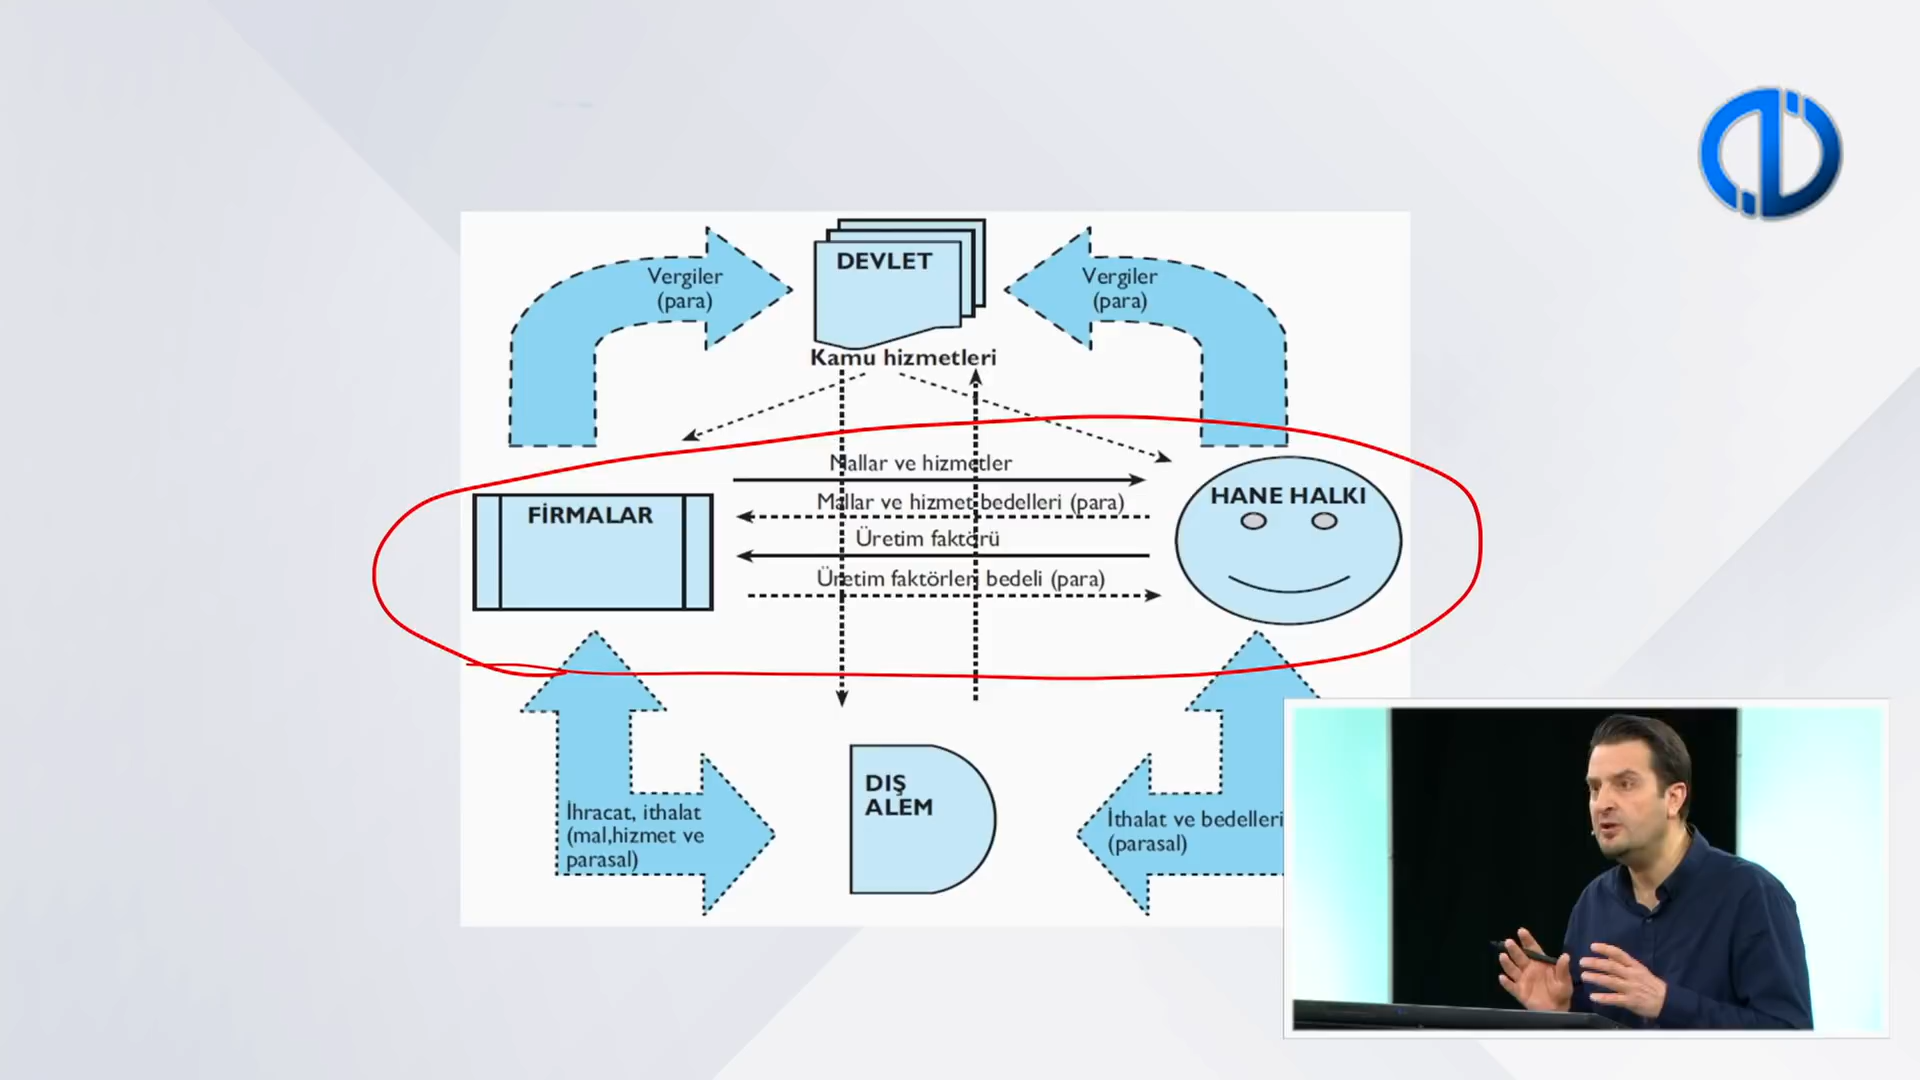 DEVLET
Vergiler
(para)
Vergiler
(para)
Kamu hizmetleri
Mallar ve hizmetler
Mallar ve hizmet bedelleri (para)
Üretim faktörü
Üretim faktörleri bedeli (para)
FİRMALAR
HANE HALKI
DIŞ
ALEM
İhracat, ithalat
(mal,hizmet ve
parasal)
İthalat ve bedelleri
(parasal)